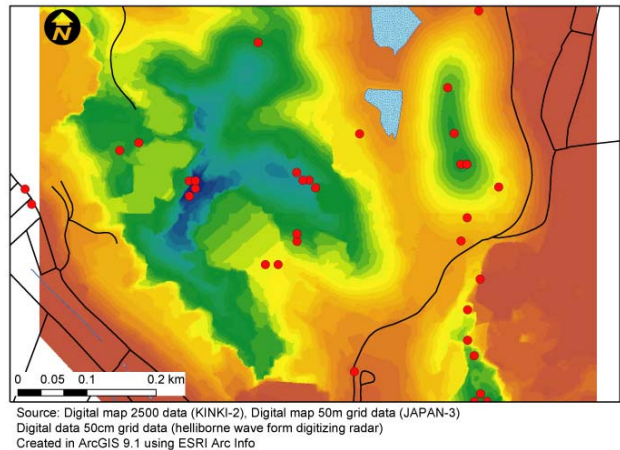 N
0 0.05 0.1 0.2 km
Source: Digital map 2500 data (KINKI-2), Digital map 50m grid data (JAPAN-3)
Digital data 50cm grid data (helliborne wave form digitizing radar)
Created in ArcGIS 9.1 using ESRI Arc Info